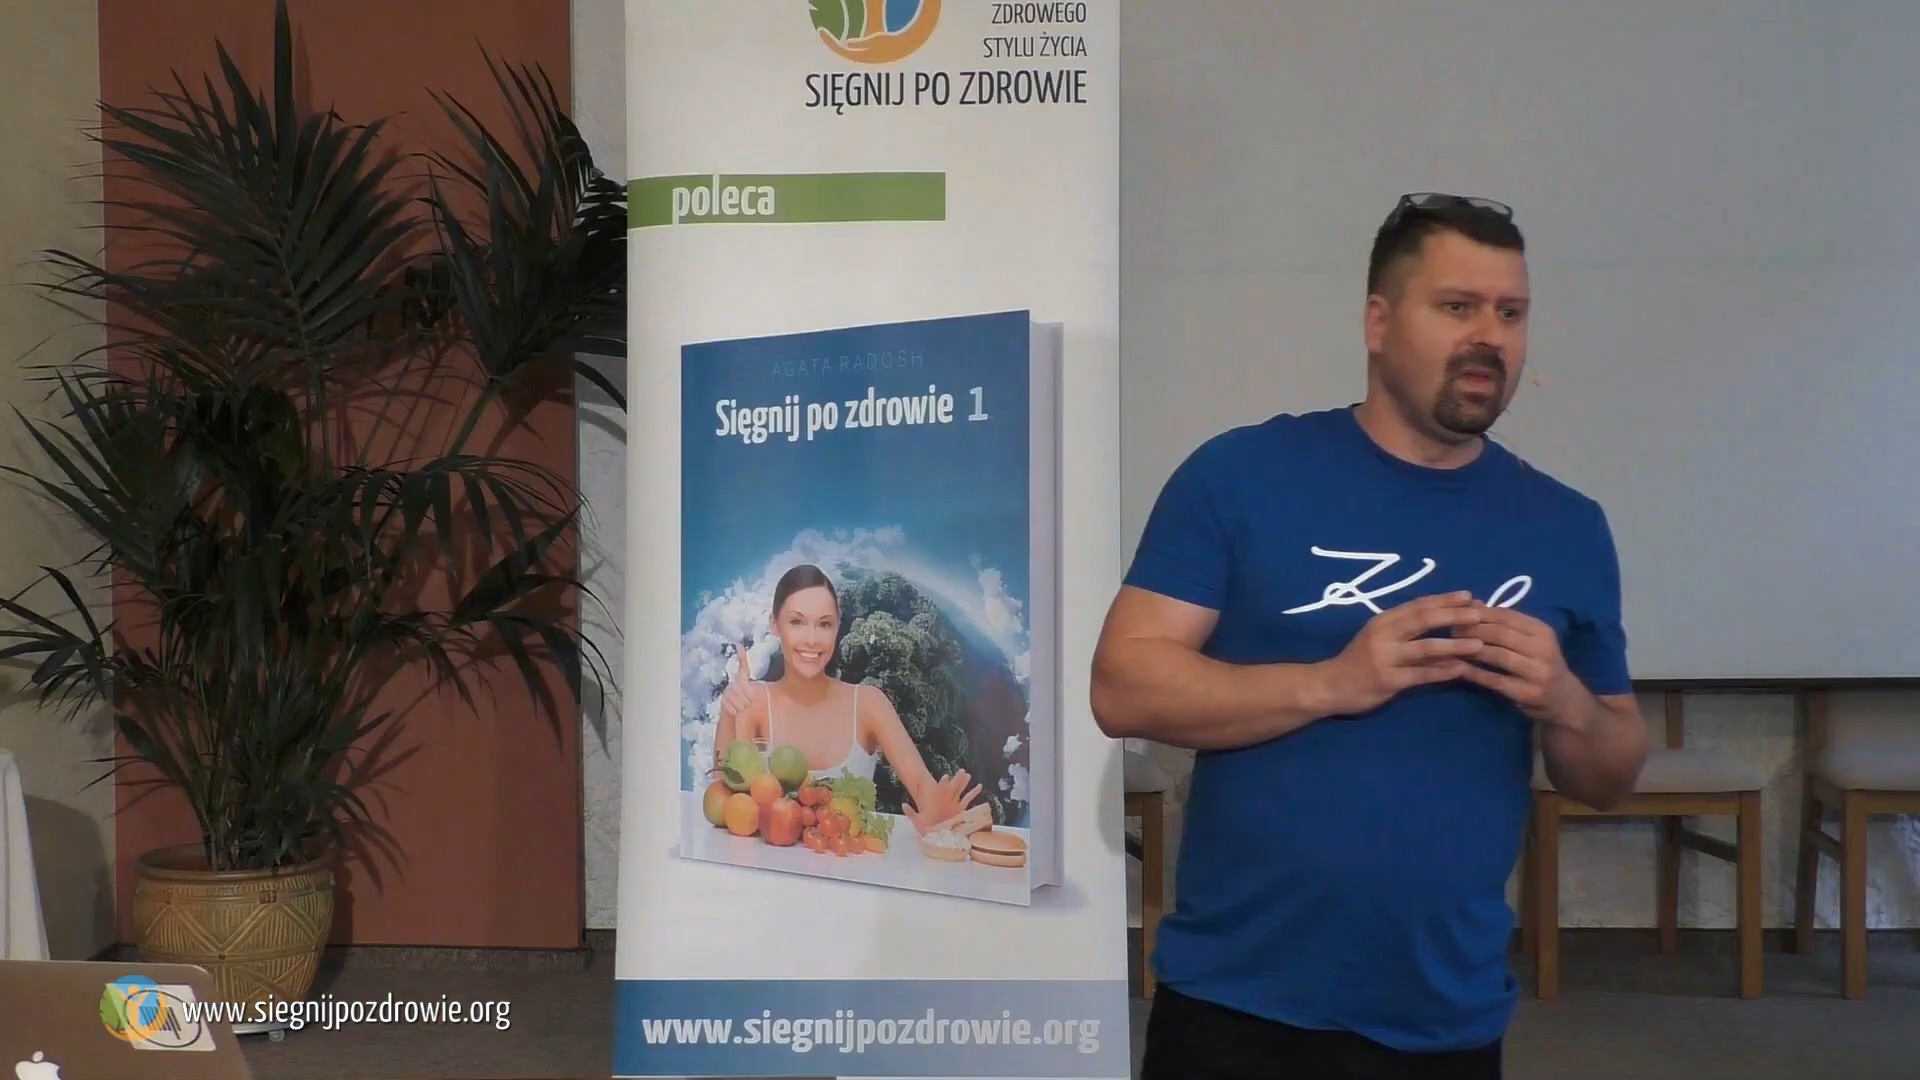 ZDROWEGO
STYLU ŻYCIA
SIĘGNIJ PO ZDROWIE
poleca
AGATA RADOSH
Sięgnij po zdrowie 1
www.siegnijpozdrowie.org
www.siegnijpozdrowie.org